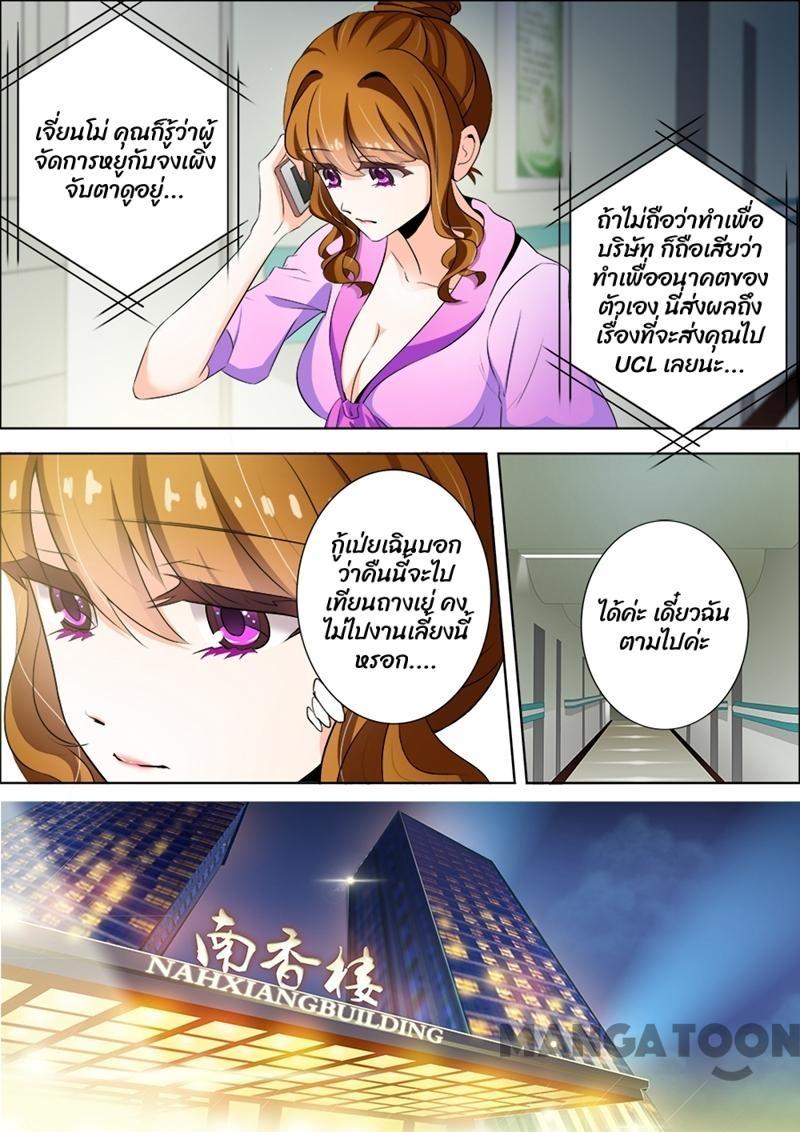 เจี่ยนโม่ คุณก็รู้ว่าผู้
จัดการหยูกับจงเผิง
จับตาดูอยู่...
ถ้าไม่ถือว่าทำเพื่อ
บริษัท ก็ถือเสียว่า
ทำเพื่ออนาคตของ
ตัวเอง นี่ส่งผลถึง
เรื่องที่จะส่งคุณไป
UCL เลยนะ...
กู้เป่ยเฉินบอก
ว่าคืนนี้จะไป
เทียนถางเย่ คง
ไม่ไปงานเลี้ยงนี้
หรอก....
ได้ค่ะ เดี๋ยวฉัน
ตามไปค่ะ
南香楼
NAHXIANGBUILDING
MANGATOON